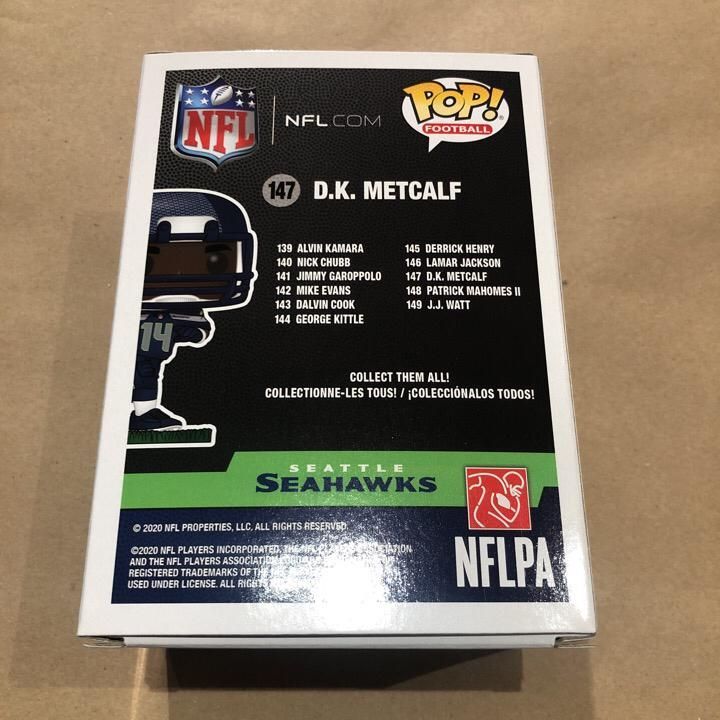 NFL
NFL.COM
POP!
FOOTBALL
147 D.K. METCALF
139 ALVIN KAMARA
140 NICK CHUBB
141 JIMMY GAROPPOLO
142 MIKE EVANS
143 DALVIN COOK
144 GEORGE KITTLE
145 DERRICK HENRY
146 LAMAR JACKSON
147 D.K. METCALF
148 PATRICK MAHOMES II
149 J.J. WATT
14
COLLECT THEM ALL!
COLLECTIONNE-LES TOUS! / ¡COLECCIÓNALOS TODOS!
SEATTLE
SEAHAWKS
© 2020 NFL PROPERTIES, LLC, ALL RIGHTS RESERVED.
©2020 NFL PLAYERS INCORPORATED. THE NFL
AND THE NFL PLAYERS ASSOCIATION
REGISTERED TRADEMARKS OF THE
USED UNDER LICENSE. ALL RIGHTS
NFLPA